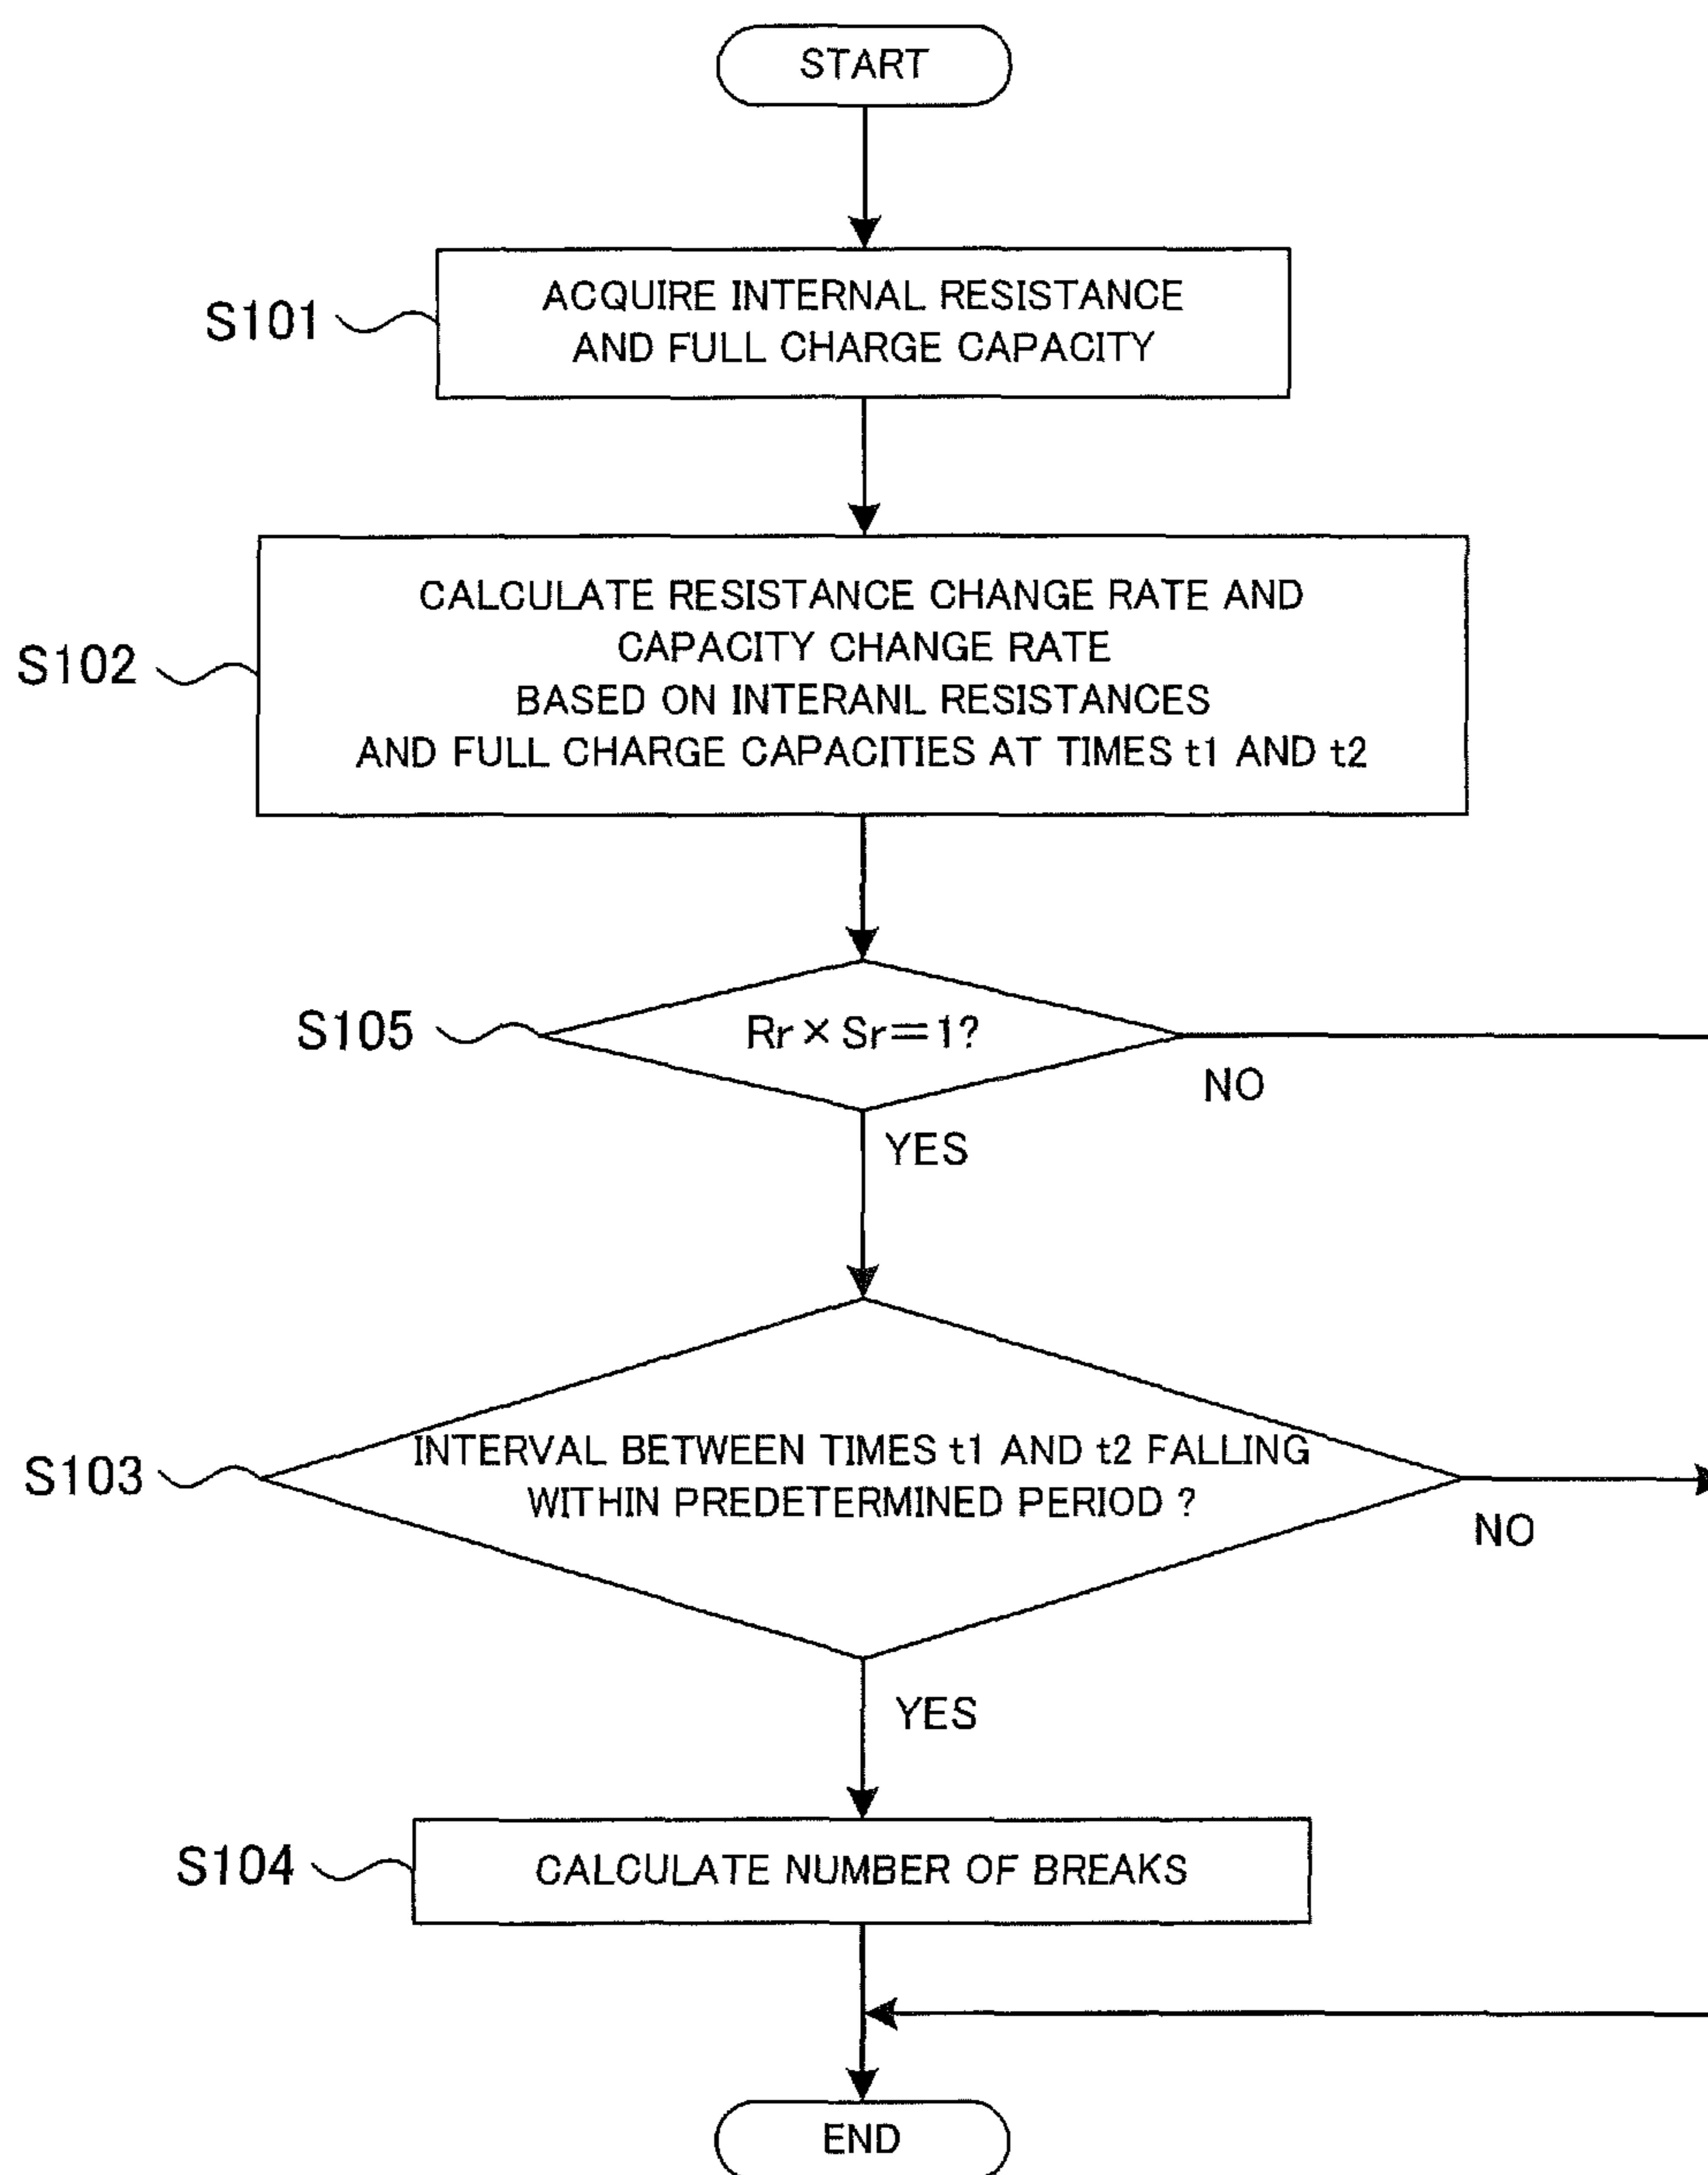 START
S101
ACQUIRE INTERNAL RESISTANCE
AND FULL CHARGE CAPACITY
S102
CALCULATE RESISTANCE CHANGE RATE AND
CAPACITY CHANGE RATE
BASED ON INTERANL RESISTANCES
AND FULL CHARGE CAPACITIES AT TIMES t1 AND t2
S105
Rr×Sr=1?
NO
YES
S103
INTERVAL BETWEEN TIMES t1 AND t2 FALLING
WITHIN PREDETERMINED PERIOD ?
NO
YES
S104
CALCULATE NUMBER OF BREAKS
END